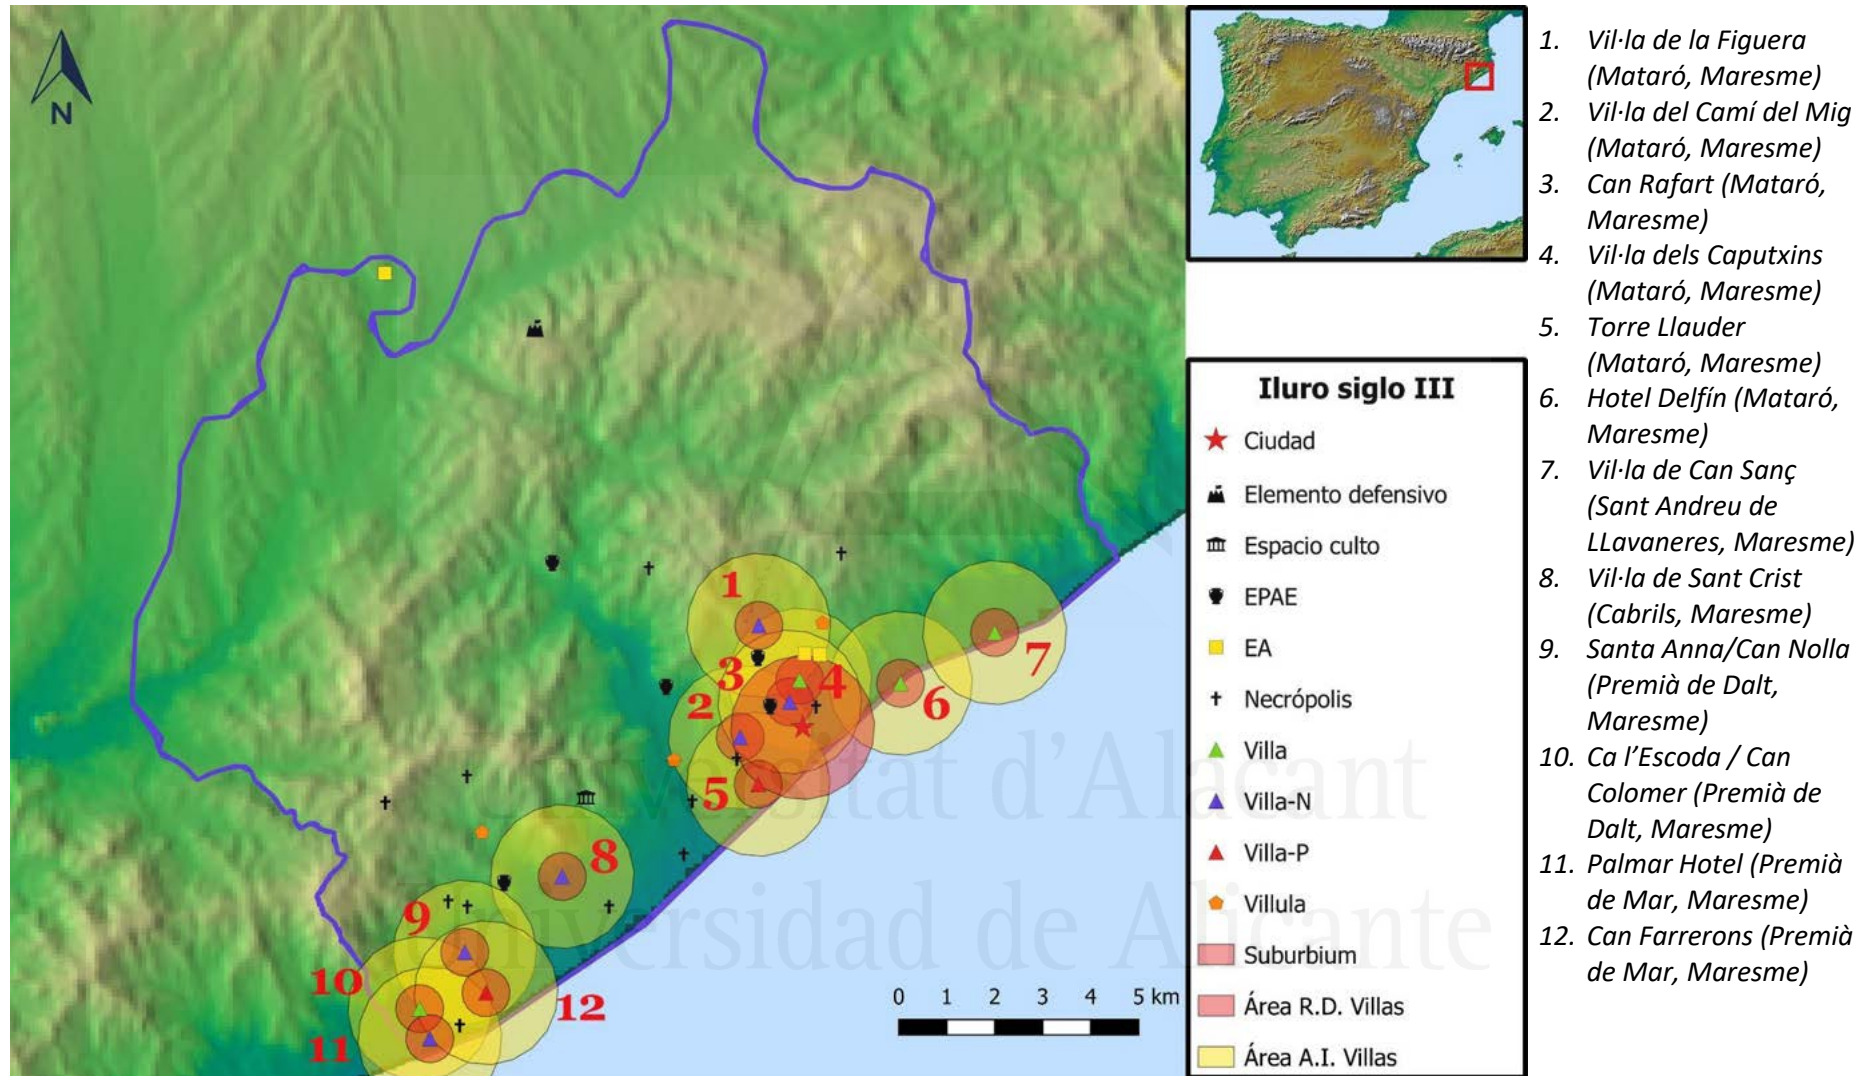 N
1
2
3
4
5
6
7
8
9
10
11
12
0 1 2 3 4 5 km
Universitat d'Alacant
Universidad de Alicante
Iluro siglo III
Ciudad
Elemento defensivo
Espacio culto
EPAE
EA
Necrópolis
Villa
Villa-N
Villa-P
Villula
Suburbium
Área R.D. Villas
Área A.I. Villas
1. Vil·la de la Figuera
(Mataró, Maresme)
2. Vil·la del Camí del Mig
(Mataró, Maresme)
3. Can Rafart (Mataró,
Maresme)
4. Vil·la dels Caputxins
(Mataró, Maresme)
5. Torre Llauder
(Mataró, Maresme)
6. Hotel Delfín (Mataró,
Maresme)
7. Vil·la de Can Sanç
(Sant Andreu de
LLavaneres, Maresme)
8. Vil·la de Sant Crist
(Cabrils, Maresme)
9. Santa Anna/Can Nolla
(Premià de Dalt,
Maresme)
10. Ca l'Escoda / Can
Colomer (Premià de
Dalt, Maresme)
11. Palmar Hotel (Premià
de Mar, Maresme)
12. Can Farrerons (Premià
de Mar, Maresme)